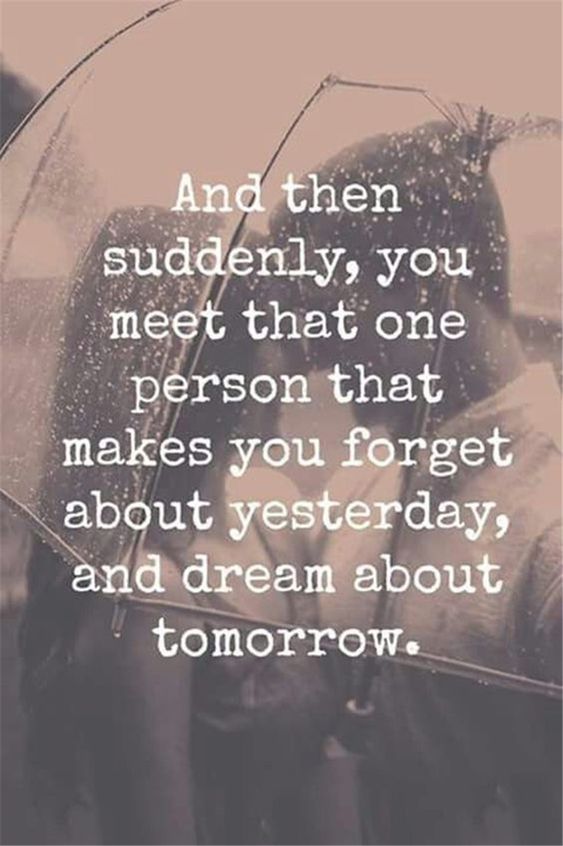 And then
suddenly, you
meet that one
person that
makes you forget
about yesterday,
and dream about
tomorrow.